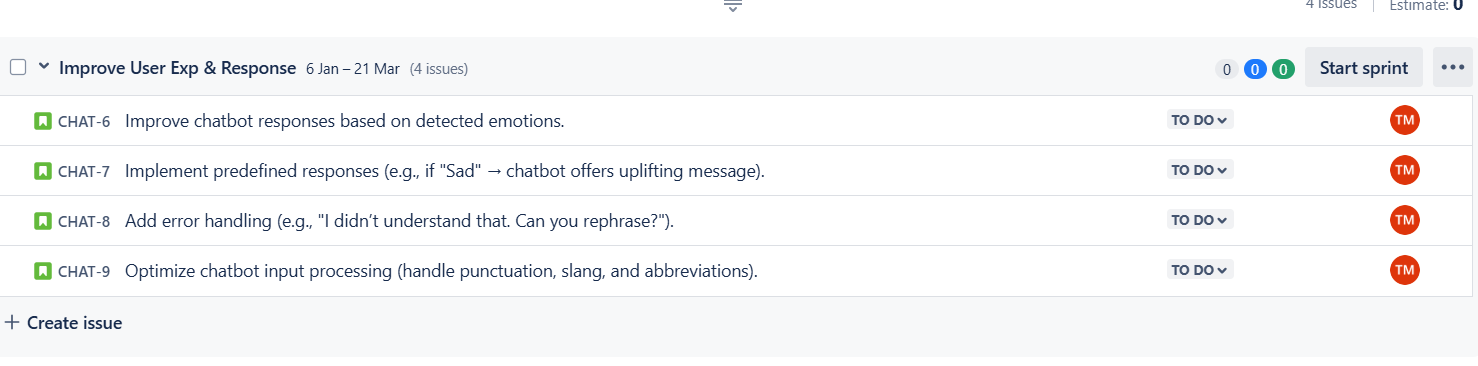 4 issues Estimate: 0
Improve User Exp & Response 6 Jan – 21 Mar (4 issues) 0 0 0 Start sprint
CHAT-6 Improve chatbot responses based on detected emotions. TO DO TM
CHAT-7 Implement predefined responses (e.g., if "Sad" → chatbot offers uplifting message). TO DO TM
CHAT-8 Add error handling (e.g., "I didn’t understand that. Can you rephrase?"). TO DO TM
CHAT-9 Optimize chatbot input processing (handle punctuation, slang, and abbreviations). TO DO TM
+ Create issue